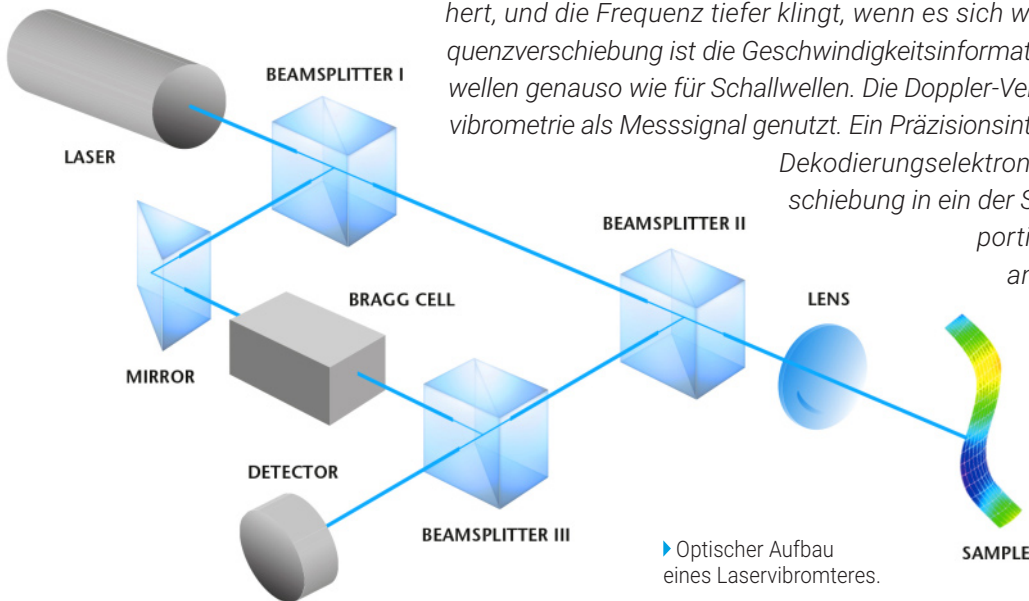 hert, und die Frequenz tiefer klingt, wenn es sich w
quenzverschiebung ist die Geschwindigkeitsinformat
wellen genauso wie für Schallwellen. Die Doppler-Ve
vibrometrie als Messsignal genutzt. Ein Präzisionsint
Dekodierungselektron
schiebung in ein der S
porti
ar
LASER
BEAMSPLITTER I
MIRROR
BRAGG CELL
BEAMSPLITTER II
LENS
DETECTOR
BEAMSPLITTER III
SAMPLE
Optischer Aufbau
eines Laservibromteres.